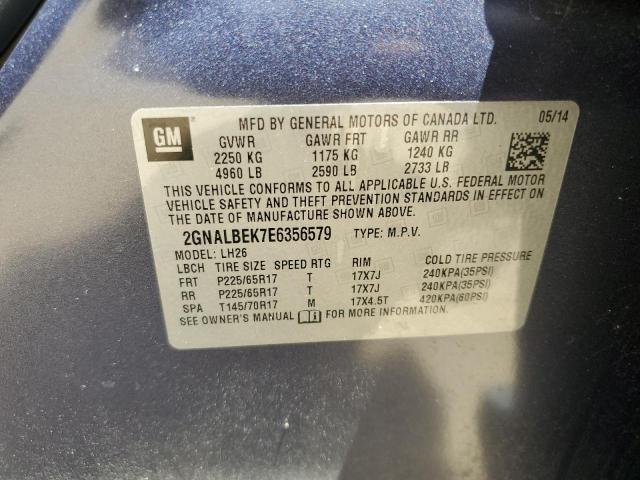 GM
MFD BY GENERAL MOTORS OF CANADA LTD. 05/14
GVWR GAWR FRT GAWR RR
2250 KG 1175 KG 1240 KG
4960 LB 2590 LB 2733 LB
THIS VEHICLE CONFORMS TO ALL APPLICABLE U.S. FEDERAL MOTOR
VEHICLE SAFETY AND THEFT PREVENTION STANDARDS IN EFFECT ON
THE DATE OF MANUFACTURE SHOWN ABOVE.
2GNALBEK7E6356579 TYPE: M.P.V.
MODEL: LH26
LBCH TIRE SIZE SPEED RTG RIM COLD TIRE PRESSURE
FRT P225/65R17 T 17X7J 240KPA(35PSI)
RR P225/65R17 T 17X7J 240KPA(35PSI)
SPA T145/70R17 M 17X4.5T 420KPA(60PSI)
SEE OWNER'S MANUAL FOR MORE INFORMATION.